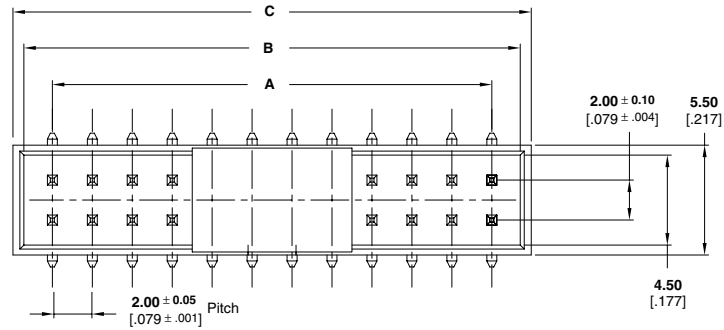 C
B
A
2.00 ± 0.10
[.079 ± .004]
5.50
[.217]
2.00 ± 0.05
[.079 ± .001]
Pitch
4.50
[.177]